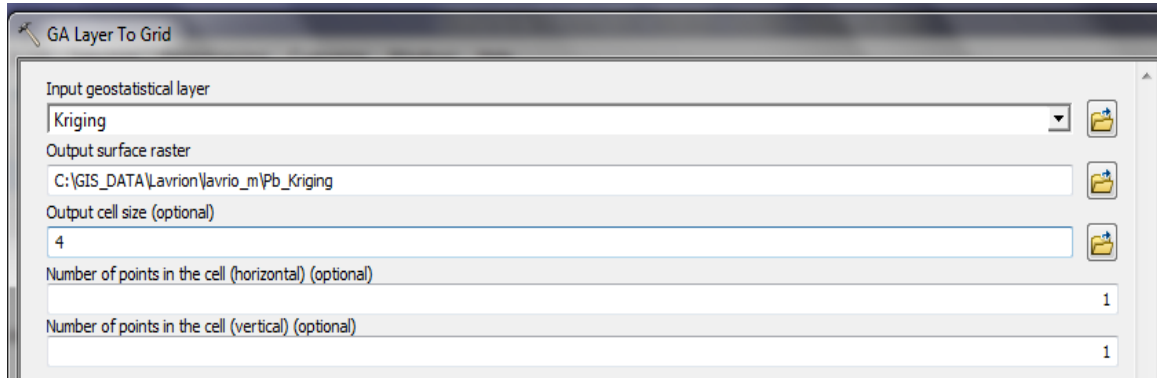 GA Layer To Grid
Input geostatistical layer
Kriging
Output surface raster
C:\GIS_DATA\Lavrion\lavrio_m\Pb_Kriging
Output cell size (optional)
4
Number of points in the cell (horizontal) (optional)
1
Number of points in the cell (vertical) (optional)
1